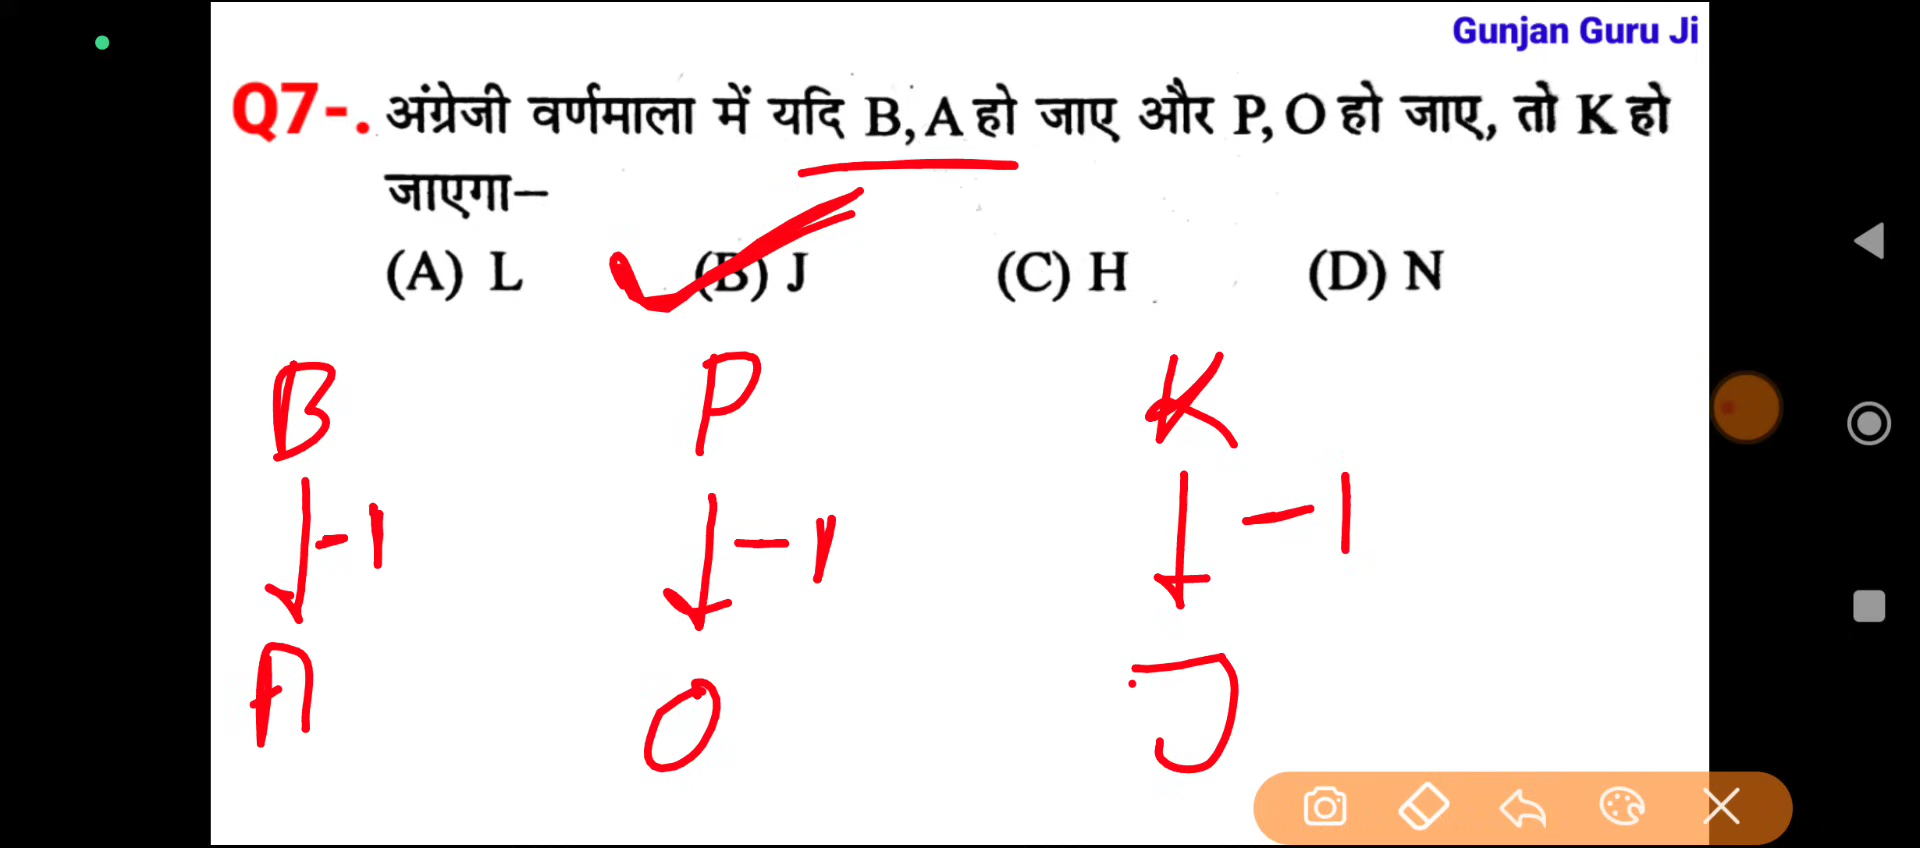 Gunjan Guru Ji
Q7-. अंग्रेजी वर्णमाला में यदि B, A हो जाए और P, O हो जाए, तो K हो
जाएगा–
(A) L (B) J (C) H (D) N
B P K
-1 -1 -1
A O J